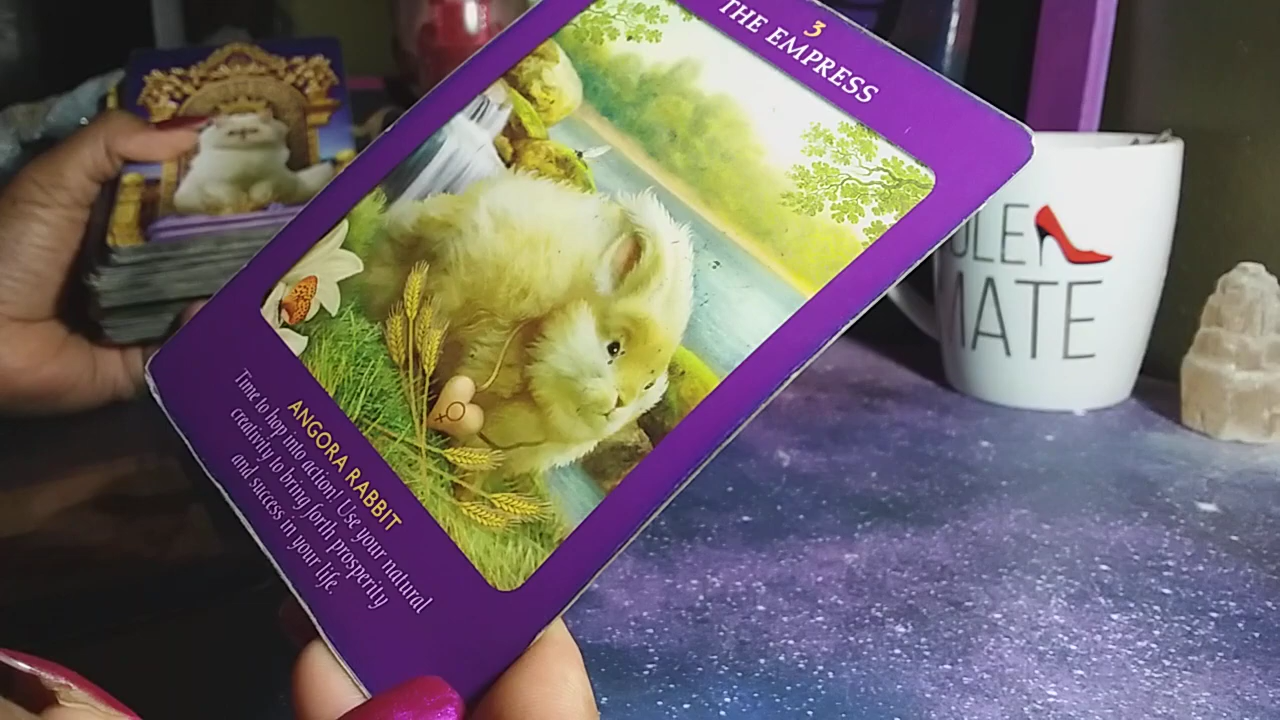 3
THE EMPRESS
ANGORA RABBIT
Time to hop into action! Use your natural
creativity to bring forth prosperity
and success in your life.
OLE
MATE